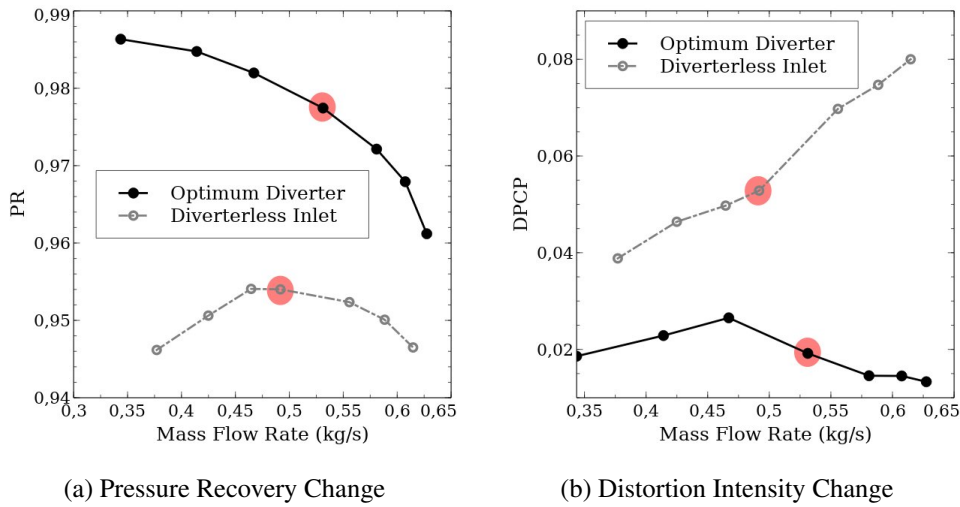 0,99
0,98
0,97
0,96
0,95
0,94
PR
Optimum Diverter
Diverterless Inlet
0,3 0,35 0,4 0,45 0,5 0,55 0,6 0,65
Mass Flow Rate (kg/s)
(a) Pressure Recovery Change
0,08
0,06
0,04
0,02
DPCP
Optimum Diverter
Diverterless Inlet
0,35 0,4 0,45 0,5 0,55 0,6 0,65
Mass Flow Rate (kg/s)
(b) Distortion Intensity Change